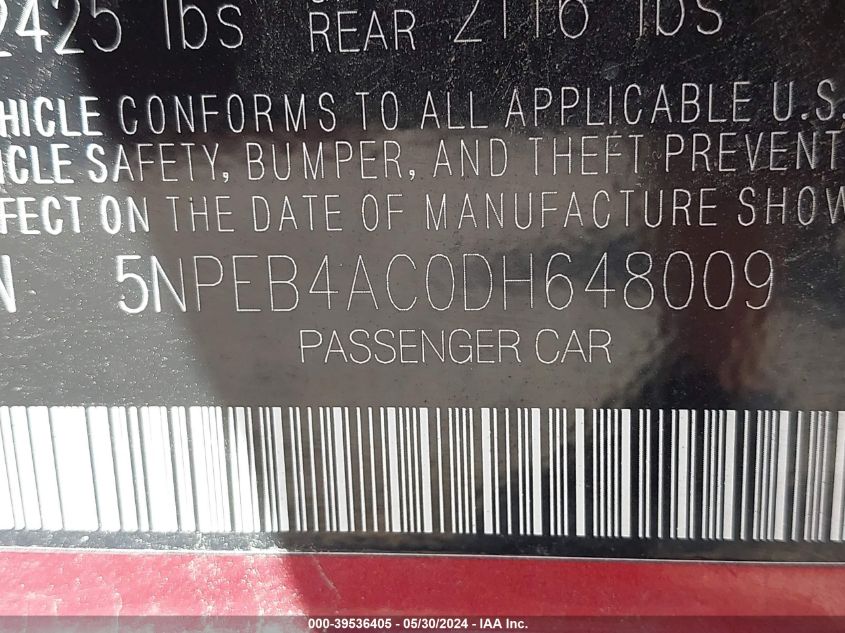 2425 lbs REAR 2116 lbs
HICLE CONFORMS TO ALL APPLICABLE U.S.
ICLE SAFETY, BUMPER, AND THEFT PREVENT
FFECT ON THE DATE OF MANUFACTURE SHOW
N 5NPEB4AC0DH648009
PASSENGER CAR
000-39536405 - 05/30/2024 - IAA, Inc.